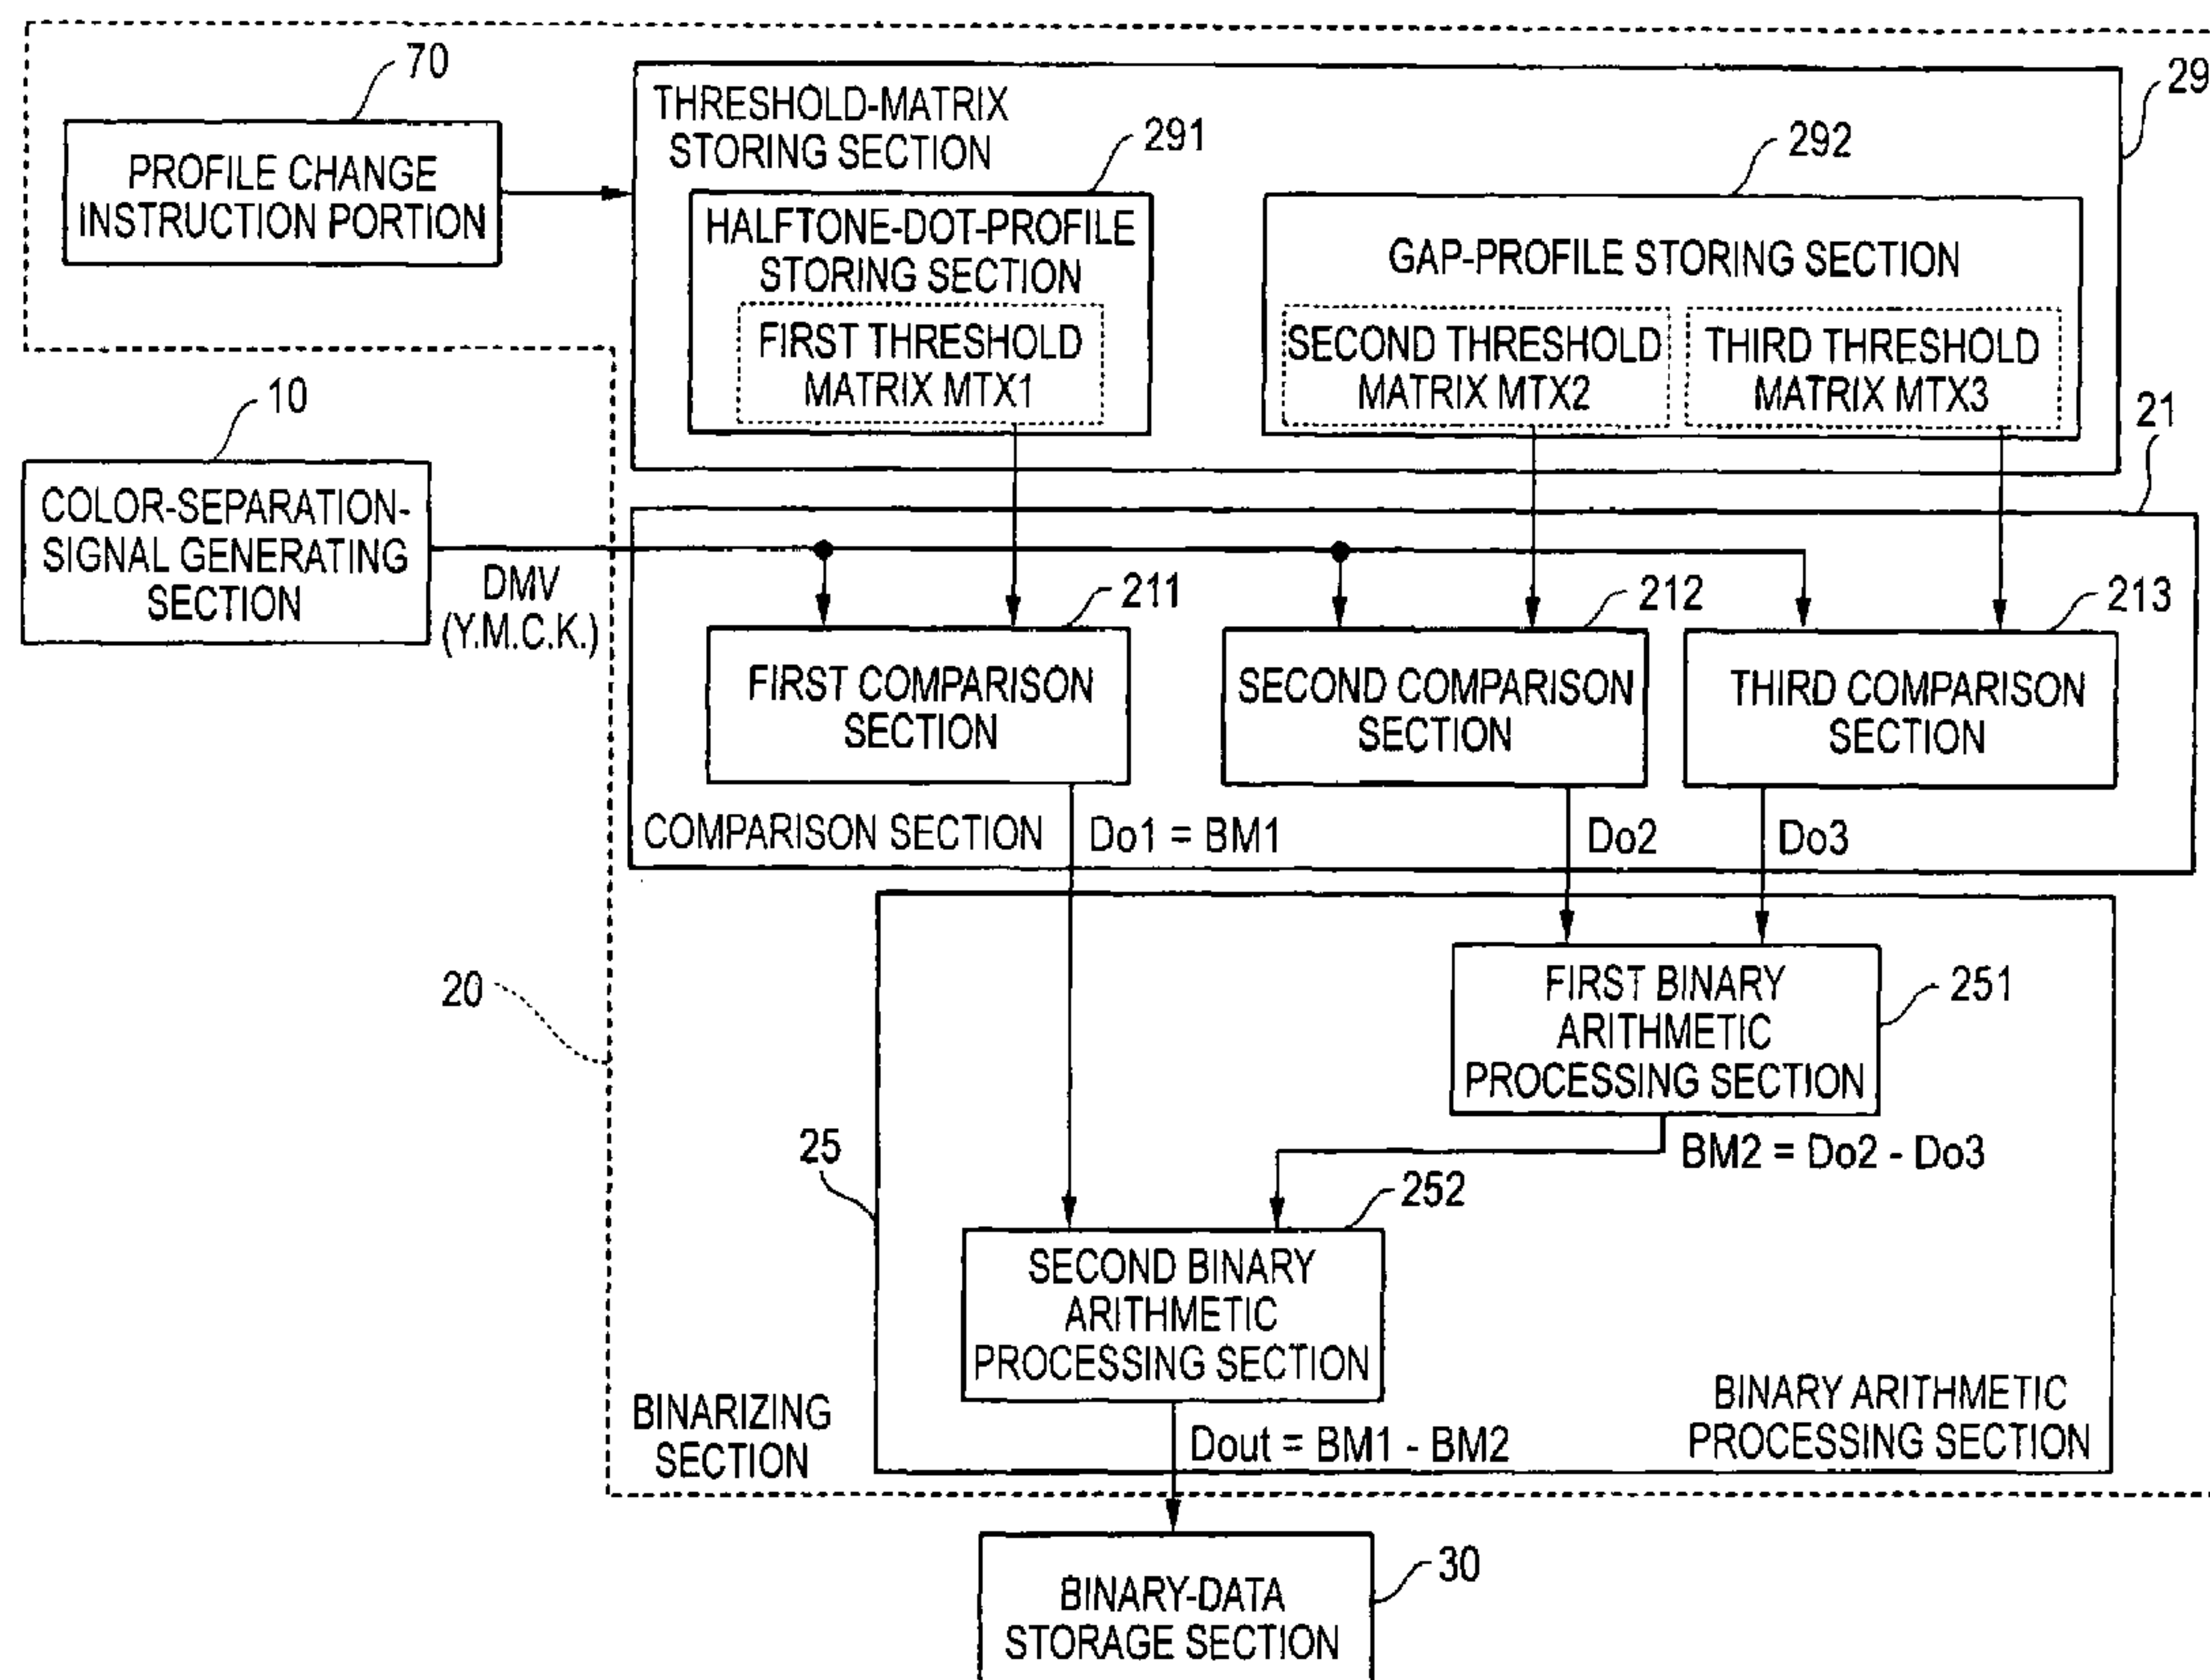 70
PROFILE CHANGE
INSTRUCTION PORTION
THRESHOLD-MATRIX
STORING SECTION
29
291
HALFTONE-DOT-PROFILE
STORING SECTION
FIRST THRESHOLD
MATRIX MTX1
292
GAP-PROFILE STORING SECTION
SECOND THRESHOLD
MATRIX MTX2
THIRD THRESHOLD
MATRIX MTX3
10
COLOR-SEPARATION-
SIGNAL GENERATING
SECTION
DMV
(Y.M.C.K.)
21
211
FIRST COMPARISON
SECTION
212
SECOND COMPARISON
SECTION
213
THIRD COMPARISON
SECTION
COMPARISON SECTION
Do1 = BM1
Do2
Do3
20
251
FIRST BINARY
ARITHMETIC
PROCESSING SECTION
BM2 = Do2 - Do3
25
252
SECOND BINARY
ARITHMETIC
PROCESSING SECTION
BINARIZING
SECTION
BINARY ARITHMETIC
PROCESSING SECTION
Dout = BM1 - BM2
30
BINARY-DATA
STORAGE SECTION